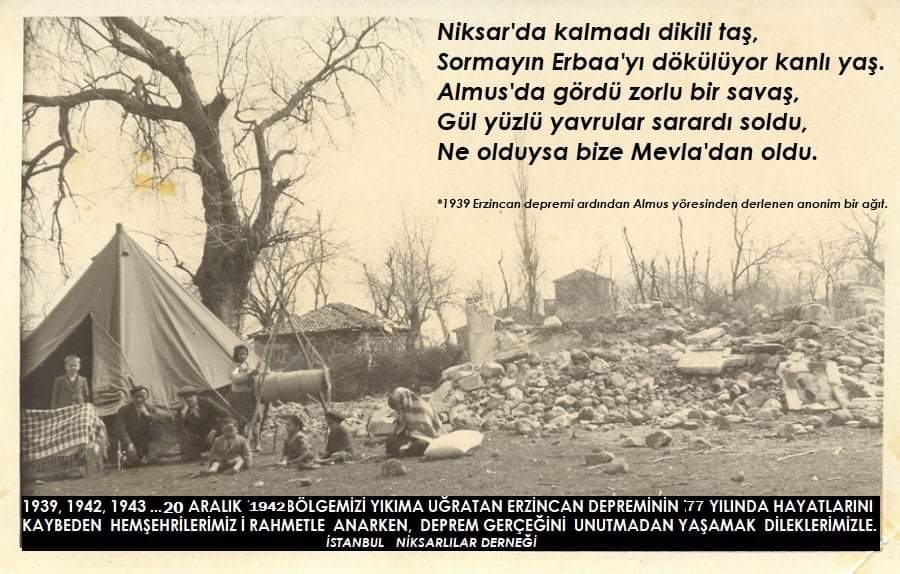 Niksar'da kalmadı dikili taş,
Sormayın Erbaa'yı dökülüyor kanlı yaş.
Almus'da gördü zorlu bir savaş,
Gül yüzlü yavrular sarardı soldu,
Ne olduysa bize Mevla'dan oldu.
*1939 Erzincan depremi ardından Almus yöresinden derlenen anonim bir ağıt.
1939, 1942, 1943 ...20 ARALIK 1942 BÖLGEMİZİ YIKIMA UĞRATAN ERZİNCAN DEPREMİNİN 77 YILINDA HAYATLARINI
KAYBEDEN HEMŞEHRİLERİMİZ İ RAHMETLE ANARKEN, DEPREM GERÇEĞİNİ UNUTMADAN YAŞAMAK DİLEKLERİMİZLE.
İSTANBUL NİKSARLILAR DERNEĞİ